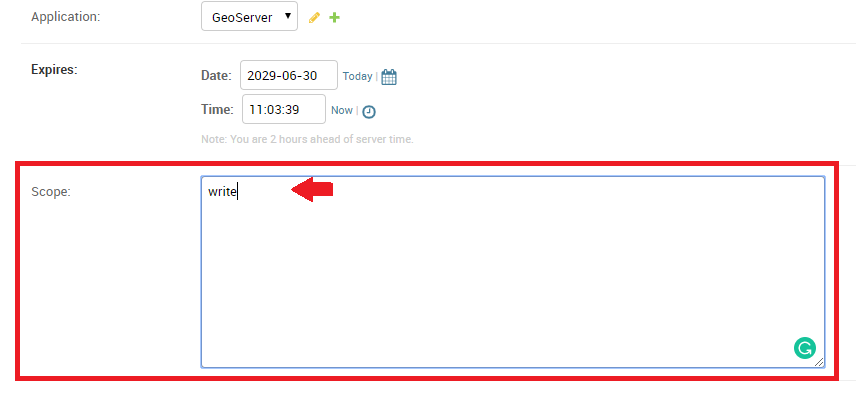 Application: GeoServer
Expires:
Date: 2029-06-30 Today |
Time: 11:03:39 Now |
Note: You are 2 hours ahead of server time.
Scope: write